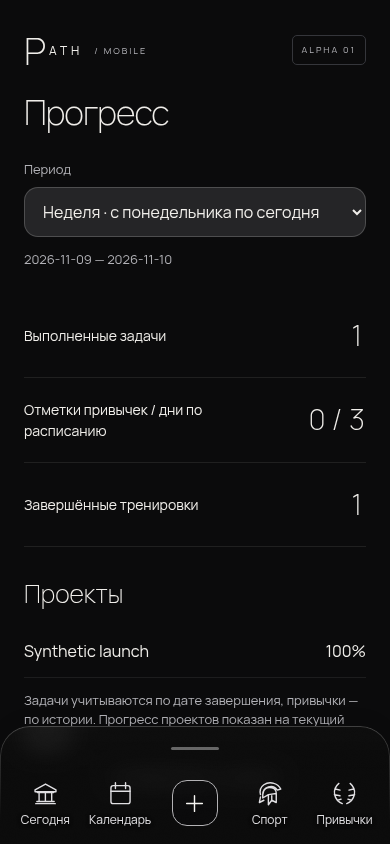 PATH / MOBILE
ALPHA 01
Прогресс
Период
Неделя · с понедельника по сегодня
2026-11-09 — 2026-11-10
Выполненные задачи
1
Отметки привычек / дни по
расписанию
0 / 3
Завершённые тренировки
1
Проекты
Synthetic launch
100%
Задачи учитываются по дате завершения, привычки —
по истории. Прогресс проектов показан на текущий
Сегодня
Календарь
Спорт
Привычки